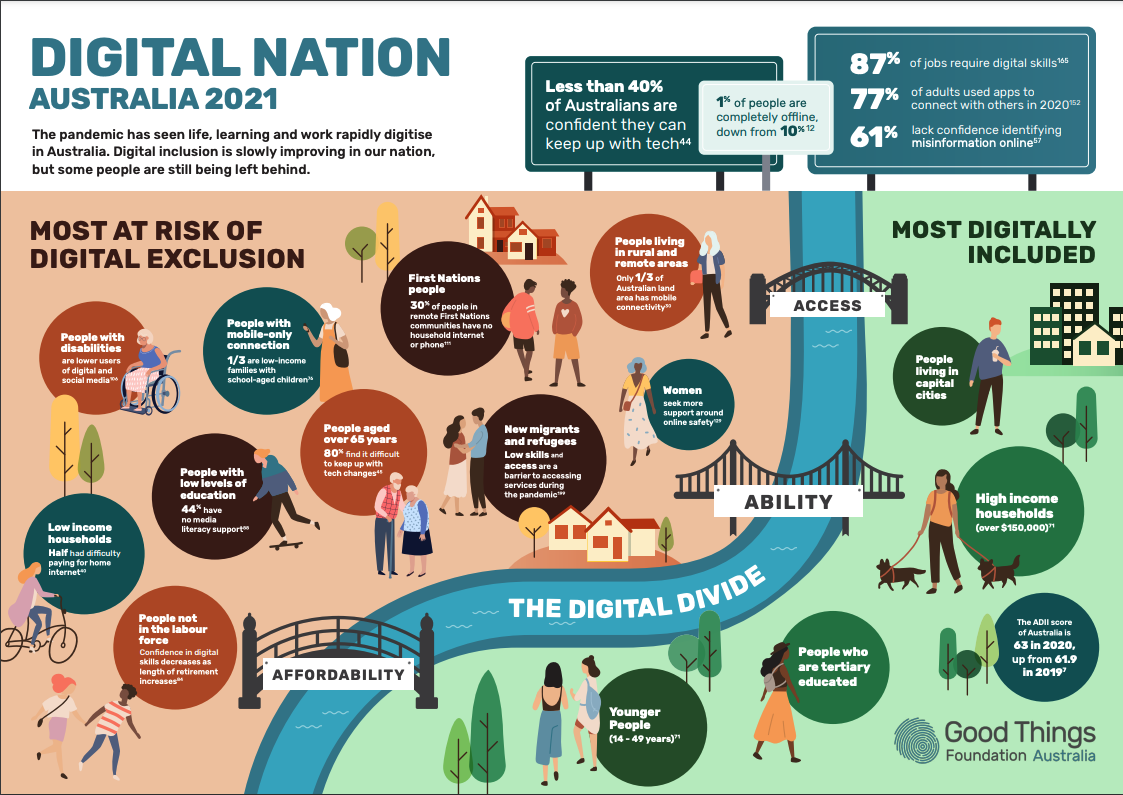 DIGITAL NATION
AUSTRALIA 2021
The pandemic has seen life, learning and work rapidly digitise
in Australia. Digital inclusion is slowly improving in our nation,
but some people are still being left behind.
Less than 40%
of Australians are
confident they can
keep up with tech44
1% of people are
completely offline,
down from 10%12
87% of jobs require digital skills165
77% of adults used apps to
connect with others in 2020152
61% lack confidence identifying
misinformation online57
MOST AT RISK OF
DIGITAL EXCLUSION
People with
disabilities
are lower users
of digital and
social media106
People with
mobile-only
connection
1/3 are low-income
families with
school-aged children76
First Nations
people
30% of people in
remote First Nations
communities have no
household internet
or phone111
People living
in rural and
remote areas
Only 1/3 of
Australian land
area has mobile
connectivity30
Women
seek more
support around
online safety129
People aged
over 65 years
80% find it difficult
to keep up with
tech changes45
New migrants
and refugees
Low skills and
access are a
barrier to accessing
services during
the pandemic199
People with
low levels of
education
44% have
no media
literacy support58
Low income
households
Half had difficulty
paying for home
internet60
People not
in the labour
force
Confidence in digital
skills decreases as
length of retirement
increases64
THE DIGITAL DIVIDE
ACCESS
ABILITY
AFFORDABILITY
MOST DIGITALLY
INCLUDED
People
living in
capital
cities
High income
households
(over $150,000)71
People who
are tertiary
educated
Younger
People
(14 - 49 years)71
The ADII score
of Australia is
63 in 2020,
up from 61.9
in 20197
Good Things
Foundation Australia